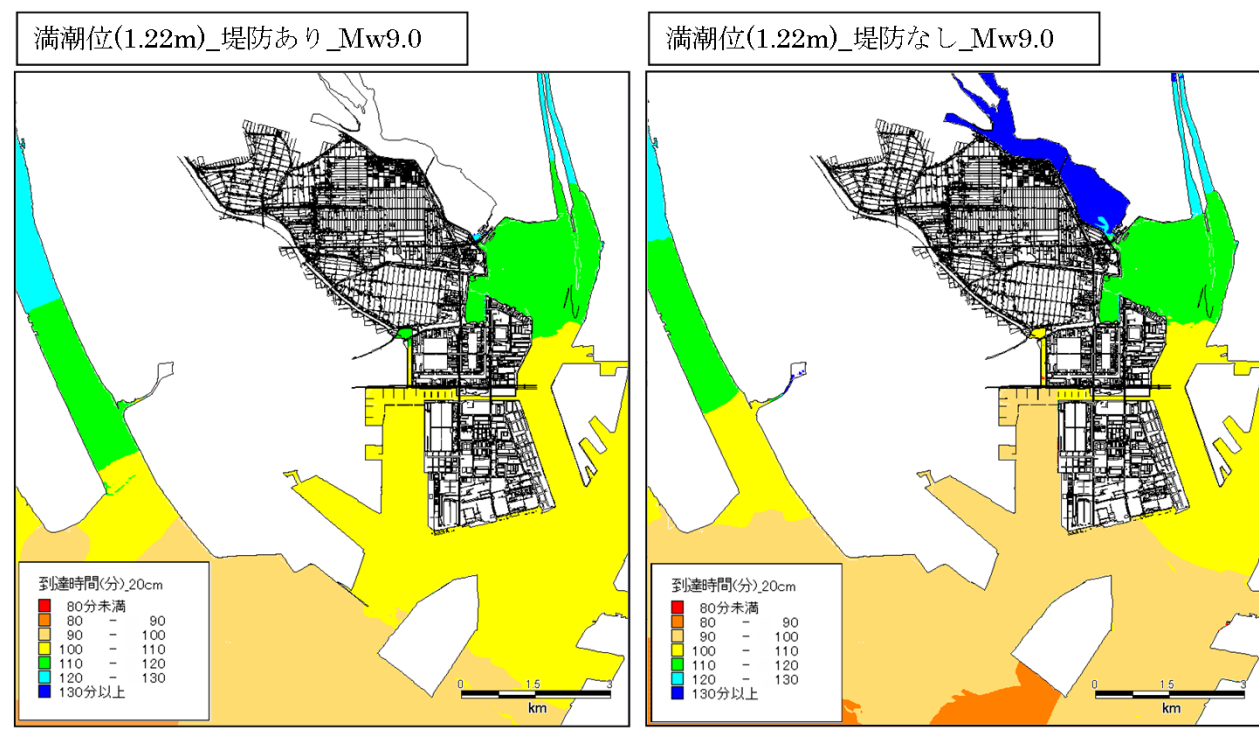 満潮位(1.22m)_堤防あり_Mw9.0
満潮位(1.22m)_堤防なし_Mw9.0
到達時間(分)_20cm
80分未満
80 - 90
90 - 100
100 - 110
110 - 120
120 - 130
130分以上
0 1.5 3
km
到達時間(分)_20cm
80分未満
80 - 90
90 - 100
100 - 110
110 - 120
120 - 130
130分以上
0 1.5 3
km